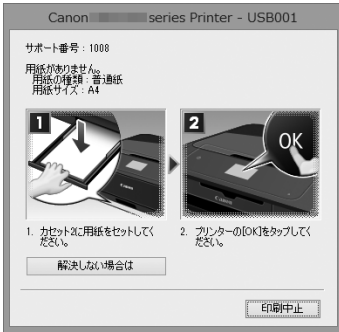 Canon series Printer - USB001
サポート番号 : 1008
用紙がありません。
用紙の種類 : 普通紙
用紙サイズ : A4
1
2
OK
Canon
Canon
1. カセット2に用紙をセットしてく
ださい。
2. プリンターの[OK]をタップしてく
ださい。
解決しない場合は
印刷中止